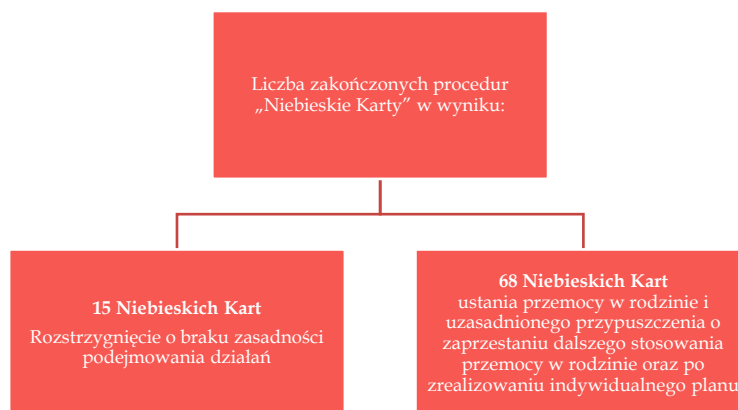 Liczba zakończonych procedur
„Niebieskie Karty” w wyniku:
15 Niebieskich Kart
Rozstrzygnięcie o braku zasadności
podejmowania działań
68 Niebieskich Kart
ustania przemocy w rodzinie i
uzasadnionego przypuszczenia o
zaprzestaniu dalszego stosowania
przemocy w rodzinie oraz po
zrealizowaniu indywidualnego planu